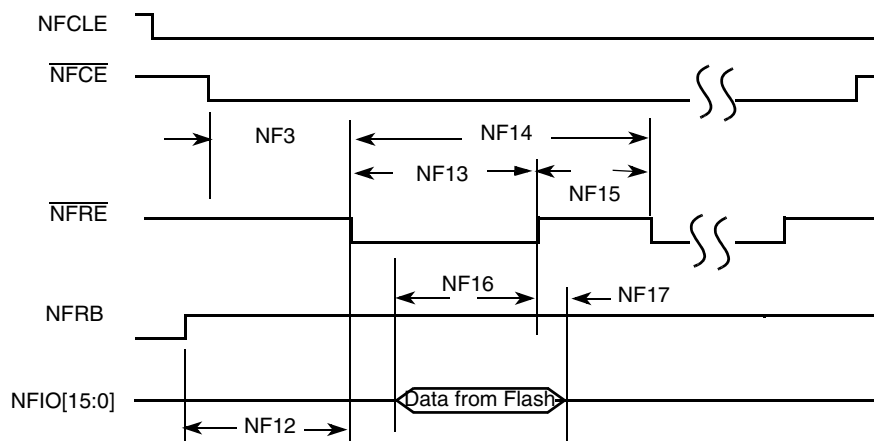 NFCLE
NFCE
NF3
NF14
NF13
NF15
NFRE
NF16
NF17
NFRB
NFIO[15:0]
Data from Flash
NF12